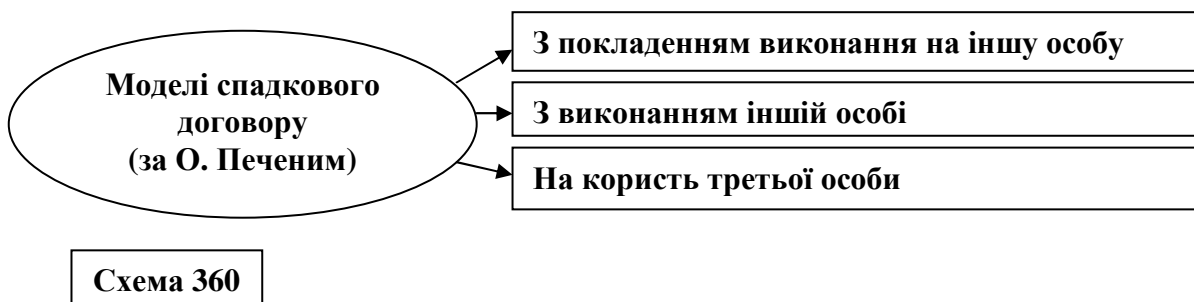 Моделі спадкового
договору
(за О. Печеним)
З покладенням виконання на іншу особу
З виконанням іншій особі
На користь третьої особи
Схема 360